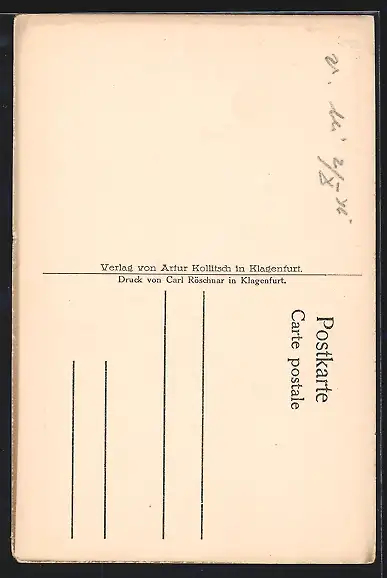 Verlag von Artur Kollitsch in Klagenfurt.
Druck von Carl Röschnar in Klagenfurt.
Postkarte
Carte postale